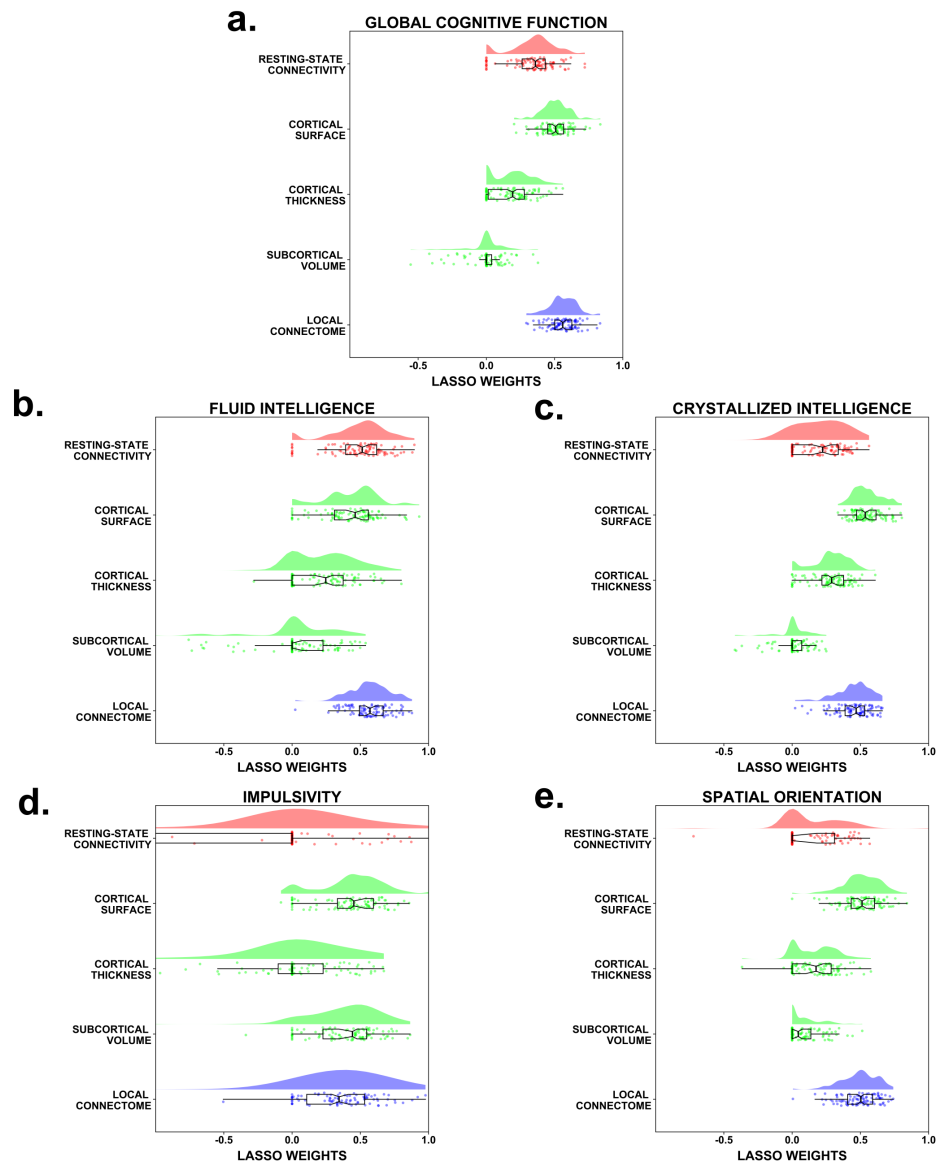 a.
GLOBAL COGNITIVE FUNCTION
RESTING-STATE
CONNECTIVITY
CORTICAL
SURFACE
CORTICAL
THICKNESS
SUBCORTICAL
VOLUME
LOCAL
CONNECTOME
-0.5 0.0 0.5 1.0
LASSO WEIGHTS
b.
FLUID INTELLIGENCE
RESTING-STATE
CONNECTIVITY
CORTICAL
SURFACE
CORTICAL
THICKNESS
SUBCORTICAL
VOLUME
LOCAL
CONNECTOME
-0.5 0.0 0.5 1.0
LASSO WEIGHTS
c.
CRYSTALLIZED INTELLIGENCE
RESTING-STATE
CONNECTIVITY
CORTICAL
SURFACE
CORTICAL
THICKNESS
SUBCORTICAL
VOLUME
LOCAL
CONNECTOME
-0.5 0.0 0.5 1.0
LASSO WEIGHTS
d.
IMPULSIVITY
RESTING-STATE
CONNECTIVITY
CORTICAL
SURFACE
CORTICAL
THICKNESS
SUBCORTICAL
VOLUME
LOCAL
CONNECTOME
-0.5 0.0 0.5 1.0
LASSO WEIGHTS
e.
SPATIAL ORIENTATION
RESTING-STATE
CONNECTIVITY
CORTICAL
SURFACE
CORTICAL
THICKNESS
SUBCORTICAL
VOLUME
LOCAL
CONNECTOME
-0.5 0.0 0.5 1.0
LASSO WEIGHTS